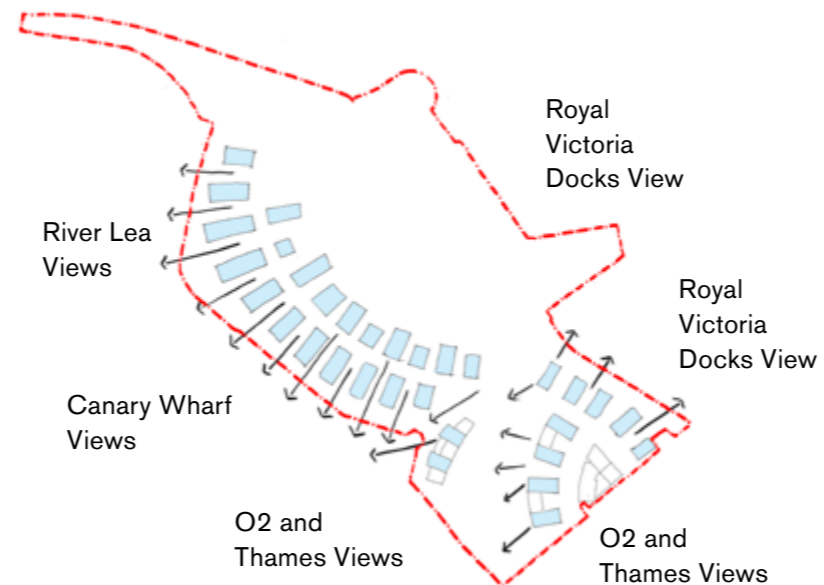 Royal
Victoria
Docks View
River Lea
Views
Royal
Victoria
Docks View
Canary Wharf
Views
O2 and
Thames Views
O2 and
Thames Views